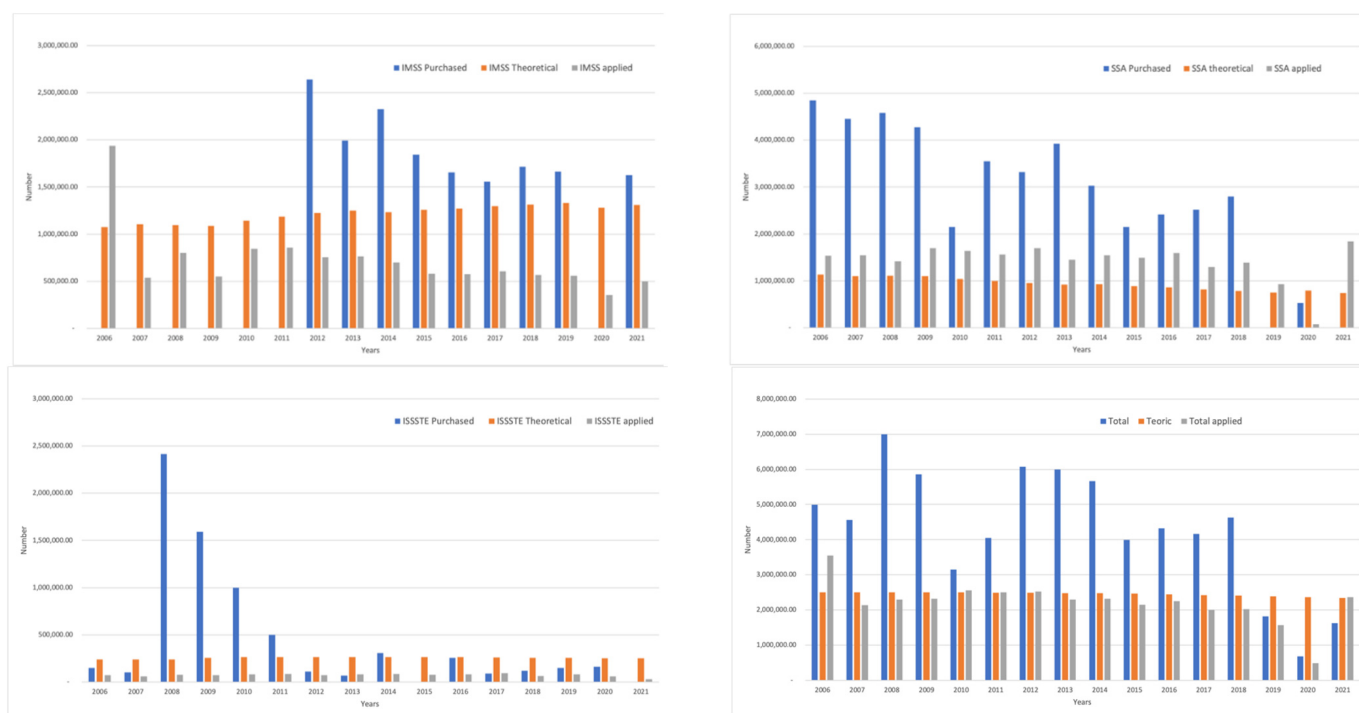 3,000,000.00
IMSS Purchased IMSS Theoretical IMSS applied
2,500,000.00
2,000,000.00
1,500,000.00
1,000,000.00
500,000.00
-
Number
2006 2007 2008 2009 2010 2011 2012 2013 2014 2015 2016 2017 2018 2019 2020 2021
Years
6,000,000.00
SSA Purchased SSA theoretical SSA applied
5,000,000.00
4,000,000.00
3,000,000.00
2,000,000.00
1,000,000.00
-
Number
2006 2007 2008 2009 2010 2011 2012 2013 2014 2015 2016 2017 2018 2019 2020 2021
Years
3,000,000.00
ISSSTE Purchased ISSSTE Theoretical ISSSTE applied
2,500,000.00
2,000,000.00
1,500,000.00
1,000,000.00
500,000.00
-
Number
2006 2007 2008 2009 2010 2011 2012 2013 2014 2015 2016 2017 2018 2019 2020 2021
Years
8,000,000.00
Total Teoric Total applied
7,000,000.00
6,000,000.00
5,000,000.00
4,000,000.00
3,000,000.00
2,000,000.00
1,000,000.00
-
Number
2006 2007 2008 2009 2010 2011 2012 2013 2014 2015 2016 2017 2018 2019 2020 2021
Years